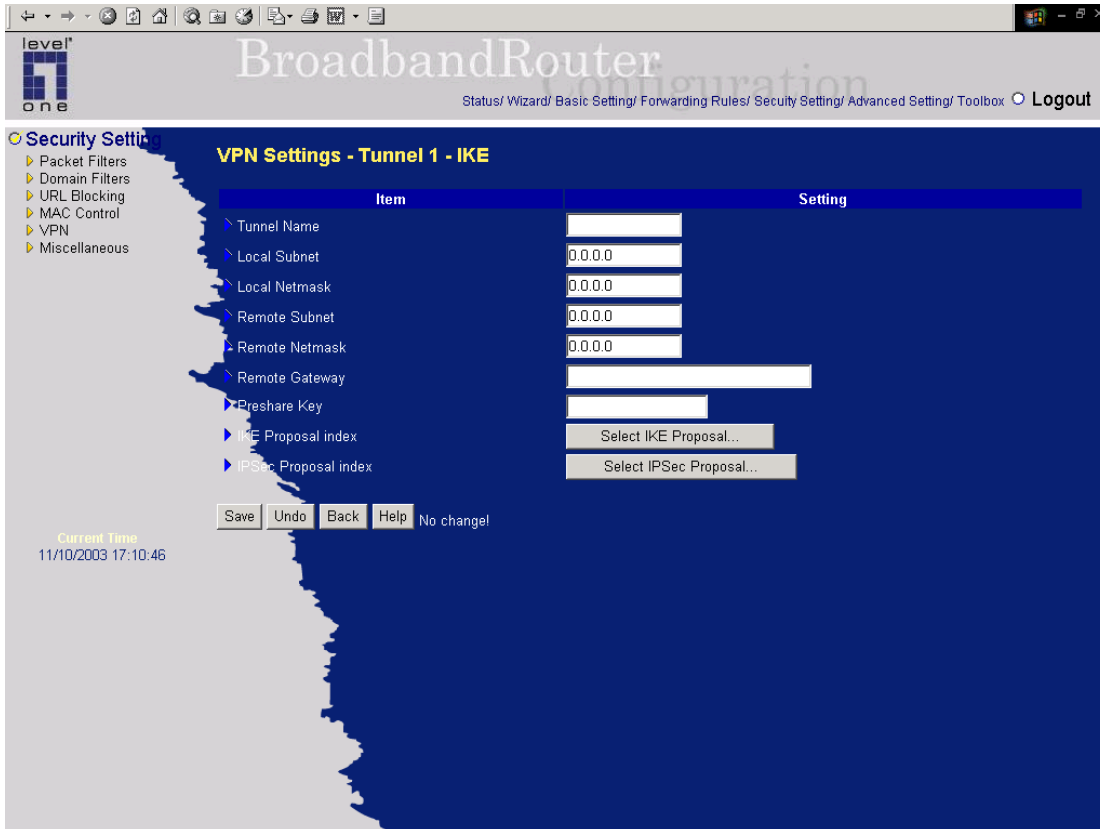 level*
one
BroadbandRouter
Configuration
Status/ Wizard/ Basic Setting/ Forwarding Rules/ Secuity Setting/ Advanced Setting/ Toolbox Logout
Security Setting
Packet Filters
Domain Filters
URL Blocking
MAC Control
VPN
Miscellaneous
Current Time
11/10/2003 17:10:46
VPN Settings - Tunnel 1 - IKE
Item Setting
Tunnel Name
Local Subnet 0.0.0.0
Local Netmask 0.0.0.0
Remote Subnet 0.0.0.0
Remote Netmask 0.0.0.0
Remote Gateway
Preshare Key
IKE Proposal index Select IKE Proposal...
IPSec Proposal index Select IPSec Proposal...
Save Undo Back Help No change!